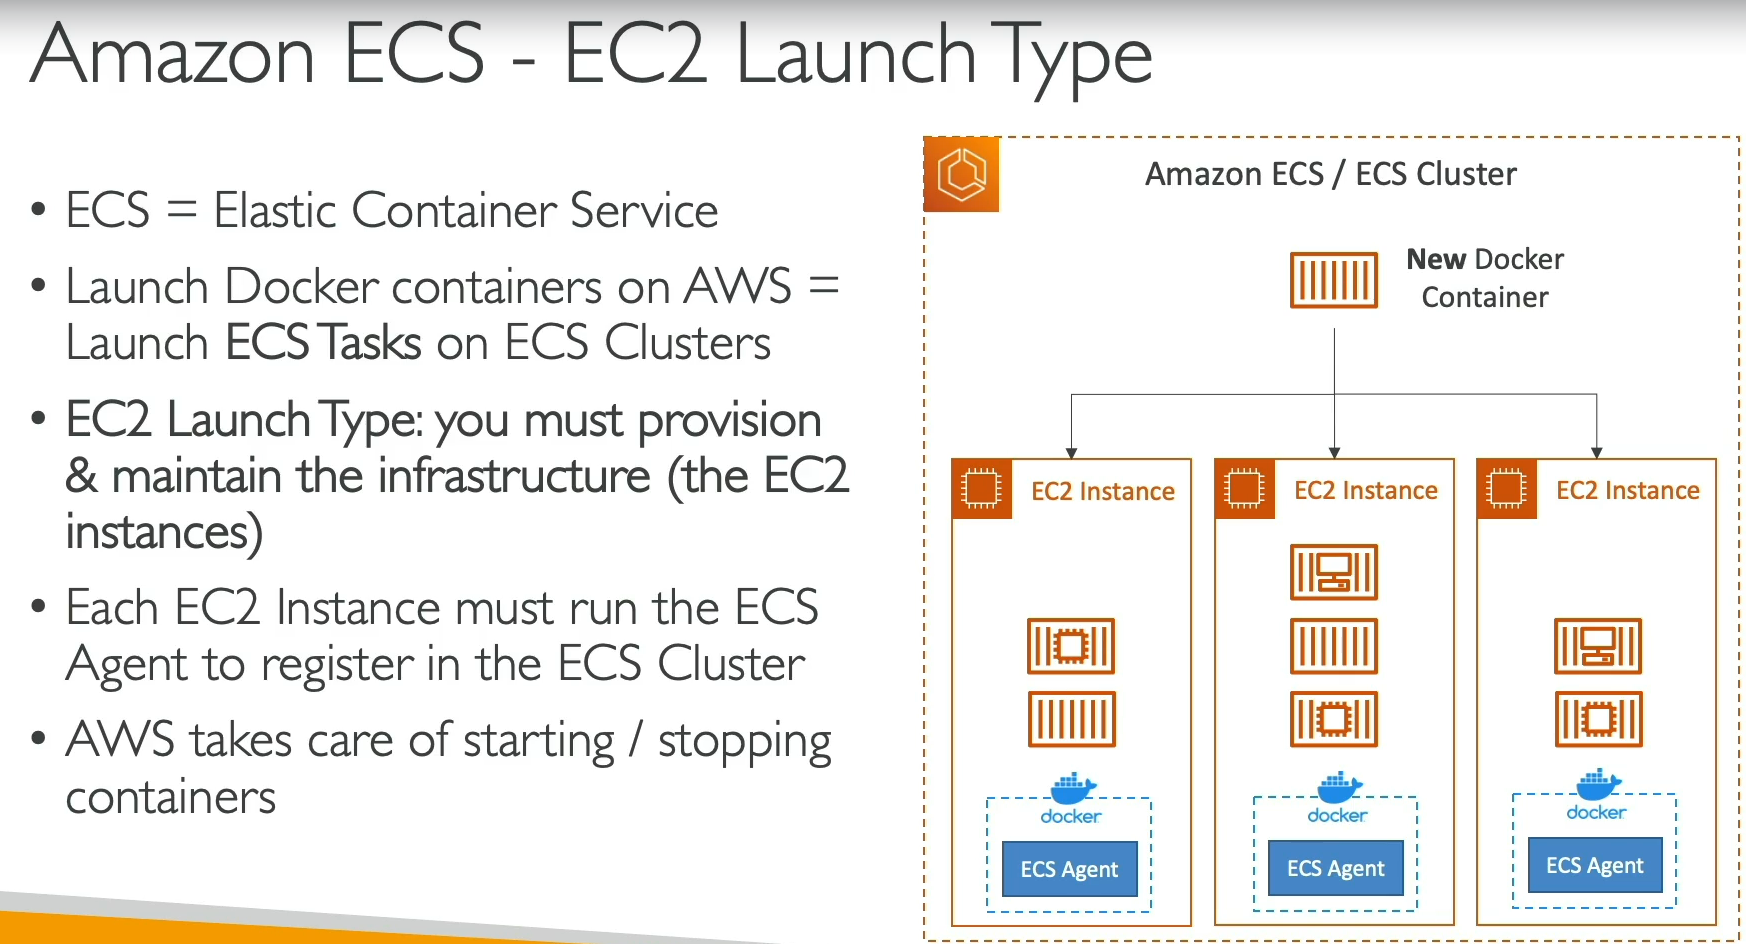 Amazon ECS - EC2 Launch Type
• ECS = Elastic Container Service
• Launch Docker containers on AWS =
Launch ECS Tasks on ECS Clusters
• EC2 Launch Type: you must provision
& maintain the infrastructure (the EC2
instances)
• Each EC2 Instance must run the ECS
Agent to register in the ECS Cluster
• AWS takes care of starting / stopping
containers
Amazon ECS / ECS Cluster
New Docker
Container
EC2 Instance
EC2 Instance
EC2 Instance
docker
docker
docker
ECS Agent
ECS Agent
ECS Agent